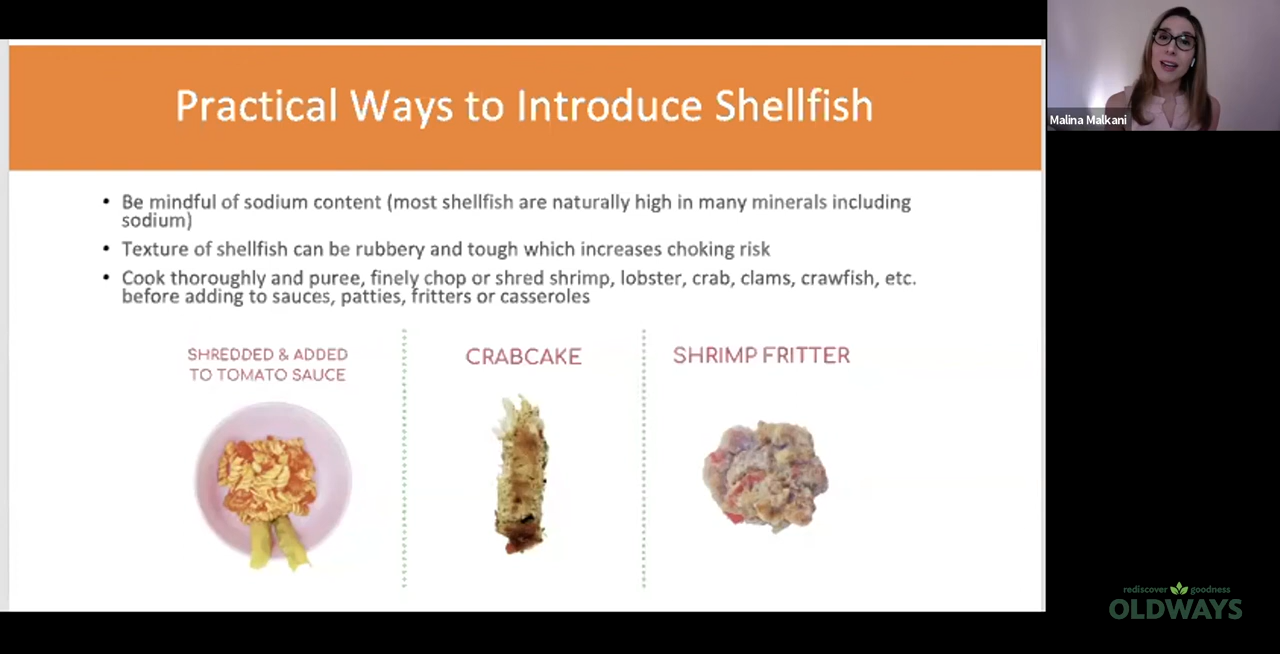 Practical Ways to Introduce Shellfish
Malina Malkani
• Be mindful of sodium content (most shellfish are naturally high in many minerals including
sodium)
• Texture of shellfish can be rubbery and tough which increases choking risk
• Cook thoroughly and puree, finely chop or shred shrimp, lobster, crab, clams, crawfish, etc.
before adding to sauces, patties, fritters or casseroles
SHREDDED & ADDED
TO TOMATO SAUCE
CRABCAKE
SHRIMP FRITTER
rediscover goodness
OLDWAYS